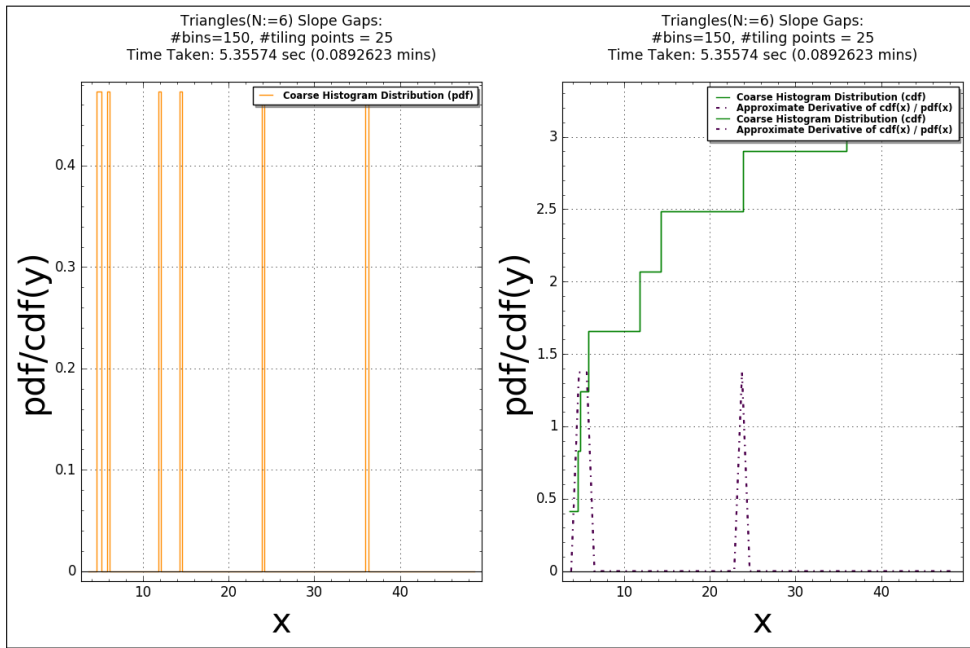 Triangles(N:=6) Slope Gaps:
#bins=150, #tiling points = 25
Time Taken: 5.35574 sec (0.0892623 mins)
Coarse Histogram Distribution (pdf)
0.4
0.3
0.2
0.1
0
10
20
30
40
pdf/cdf(y)
x
Triangles(N:=6) Slope Gaps:
#bins=150, #tiling points = 25
Time Taken: 5.35574 sec (0.0892623 mins)
Coarse Histogram Distribution (cdf)
Approximate Derivative of cdf(x) / pdf(x)
Coarse Histogram Distribution (cdf)
Approximate Derivative of cdf(x) / pdf(x)
3
2.5
2
1.5
1
0.5
0
10
20
30
40
pdf/cdf(y)
x